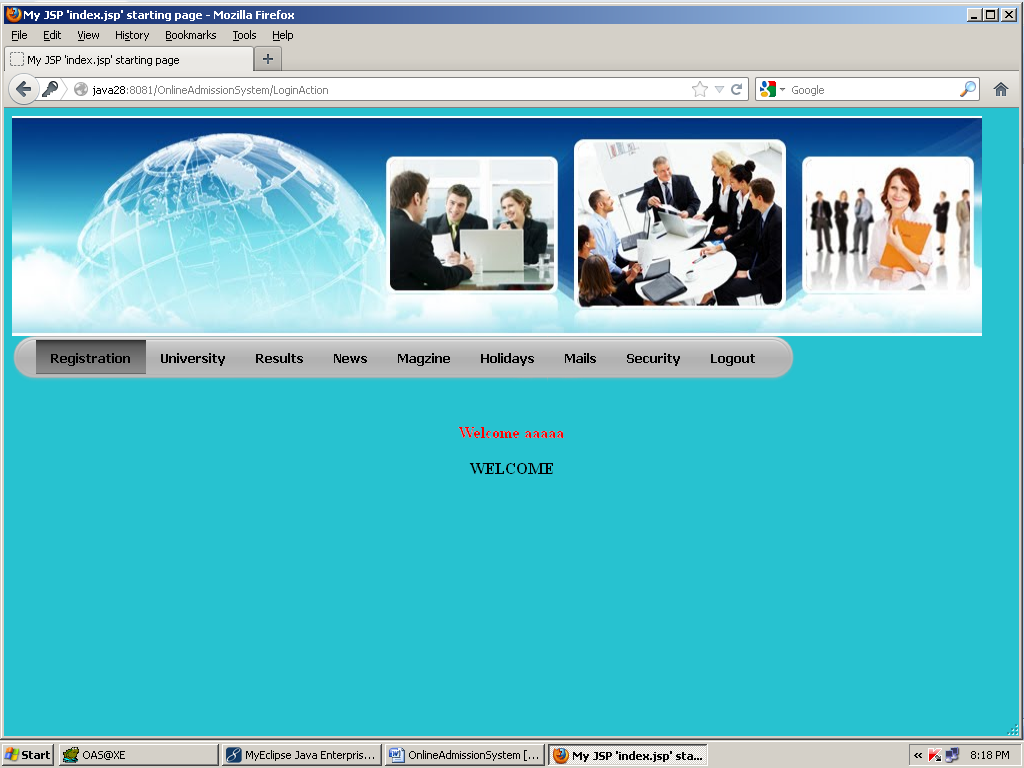 My JSP 'index.jsp' starting page - Mozilla Firefox
File Edit View History Bookmarks Tools Help
My JSP 'index.jsp' starting page
java28:8081/OnlineAdmissionSystem/LoginAction Google
Registration University Results News Magzine Holidays Mails Security Logout
Welcome aaaaa
WELCOME
Start OAS@XE MyEclipse Java Enterpris... OnlineAdmissionSystem [... My JSP 'index.jsp' sta... « 8:18 PM